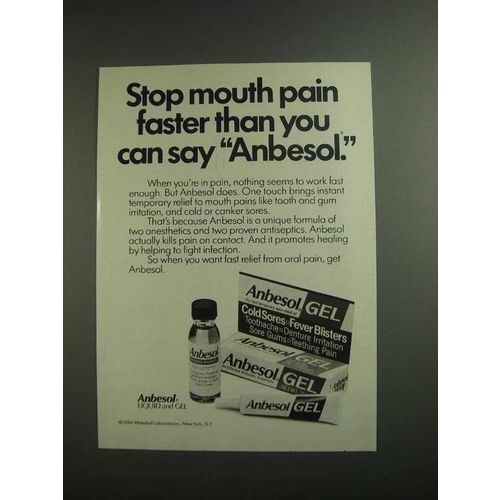 Stop mouth pain
faster than you
can say “Anbesol.®”
When you're in pain, nothing seems to work fast
enough. But Anbesol does. One touch brings instant
temporary relief to mouth pains like tooth and gum
irritation, and cold or canker sores.
That's because Anbesol is a unique formula of
two anesthetics and two proven antiseptics. Anbesol
actually kills pain on contact. And it promotes healing
by helping to fight infection.
So when you want fast relief from oral pain, get
Anbesol.
Anbesol GEL
Cold Sores Fever Blisters
Toothache Denture Irritation
Sore Gums Teething Pain
Anbesol GEL
Anbesol GEL
Anbesol GEL
Anbesol
Anbesol®
LIQUID and GEL
©1984 Whitehall Laboratories, New York, N.Y.